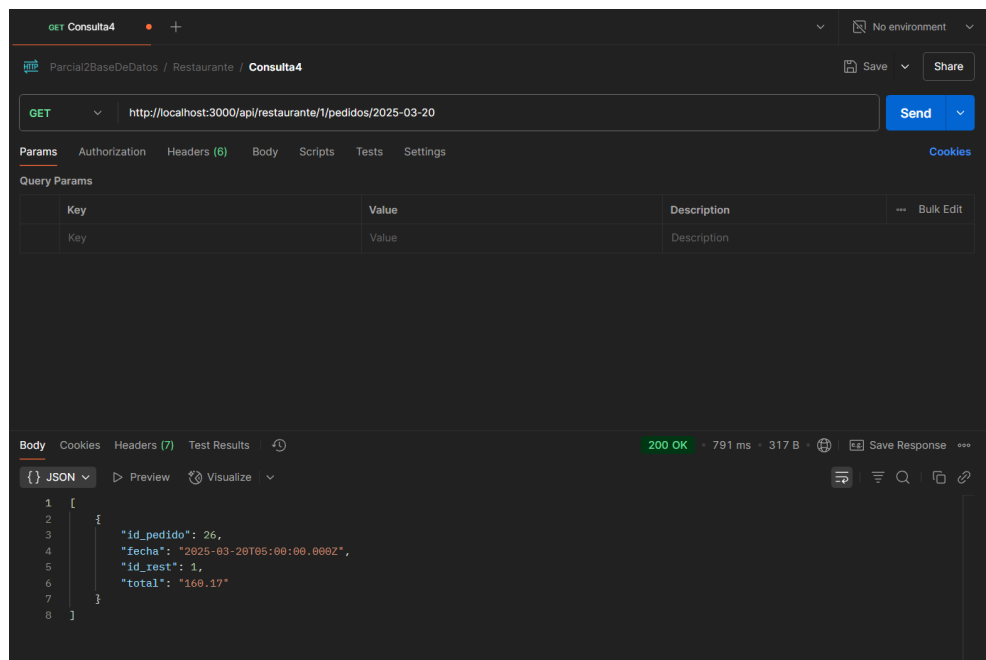 GET Consulta4
No environment
HTTP Parcial2BaseDeDatos / Restaurante / Consulta4
Save
Share
GET http://localhost:3000/api/restaurante/1/pedidos/2025-03-20
Send
Params Authorization Headers (6) Body Scripts Tests Settings Cookies
Query Params
Key Value Description Bulk Edit
Key Value Description
Body Cookies Headers (7) Test Results 200 OK 791 ms 317 B e.g. Save Response
{} JSON Preview Visualize
1 [
2 {
3 "id_pedido": 26,
4 "fecha": "2025-03-20T05:00:00.000Z",
5 "id_rest": 1,
6 "total": "160.17"
7 }
8 ]